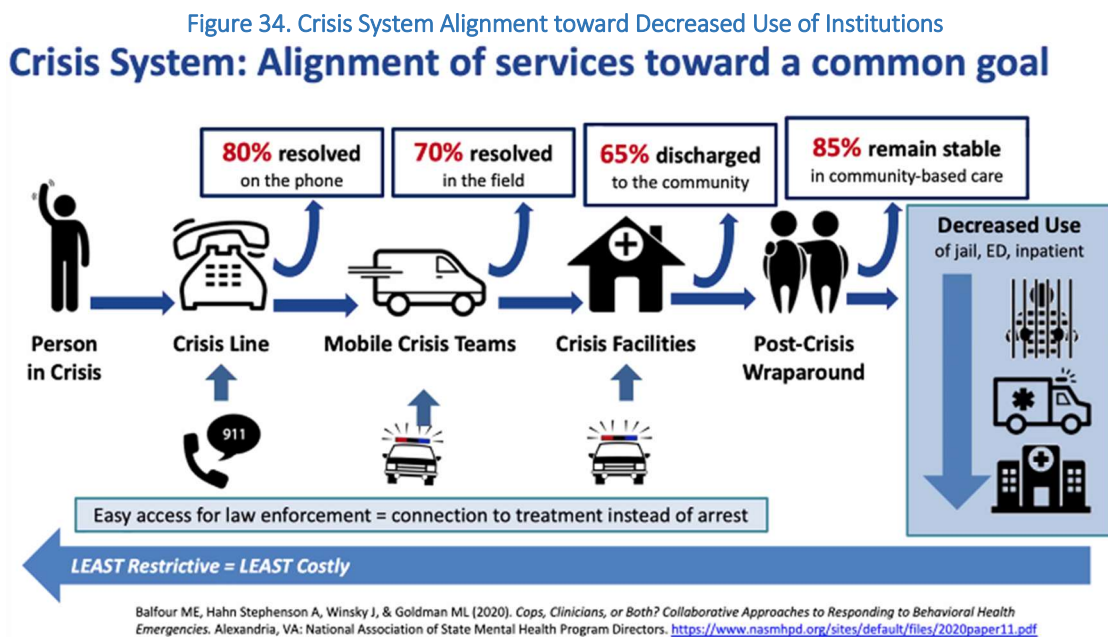 Figure 34. Crisis System Alignment toward Decreased Use of Institutions
Crisis System: Alignment of services toward a common goal
80% resolved
on the phone
70% resolved
in the field
65% discharged
to the community
85% remain stable
in community-based care
Decreased Use
of jail, ED, inpatient
Person
in Crisis
Crisis Line
Mobile Crisis Teams
Crisis Facilities
Post-Crisis
Wraparound
911
Easy access for law enforcement = connection to treatment instead of arrest
LEAST Restrictive = LEAST Costly
Balfour ME, Hahn Stephenson A, Winsky J, & Goldman ML (2020). Cops, Clinicians, or Both? Collaborative Approaches to Responding to Behavioral Health
Emergencies. Alexandria, VA: National Association of State Mental Health Program Directors. https://www.nasmhpd.org/sites/default/files/2020paper11.pdf